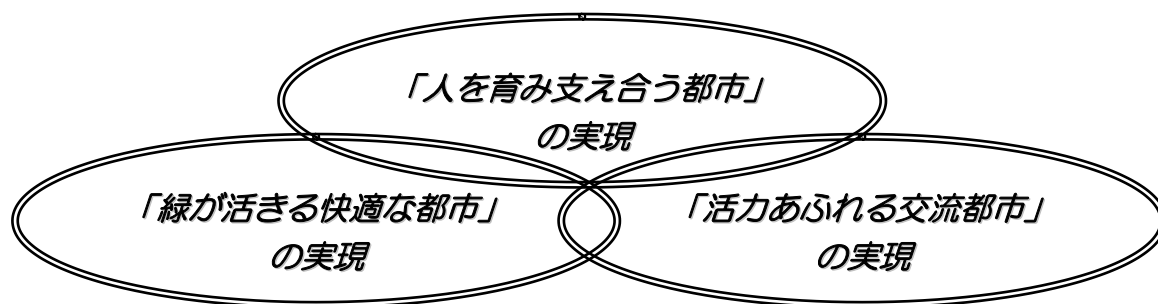 「人を育み支え合う都市」
の実現
「緑が活きる快適な都市」
の実現
「活力あふれる交流都市」
の実現